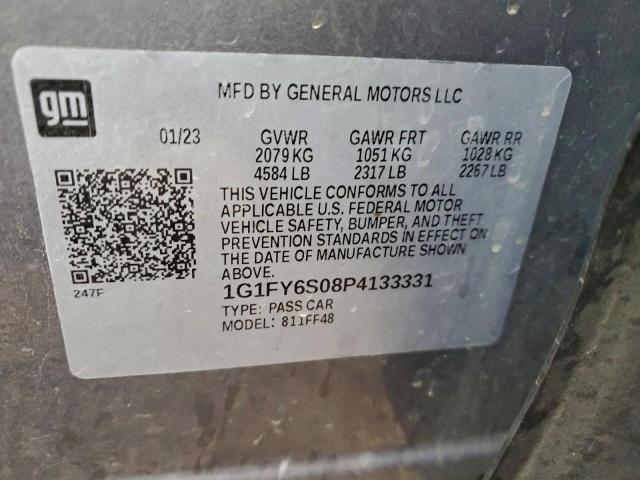 gm
MFD BY GENERAL MOTORS LLC
01/23 GVWR GAWR FRT GAWR RR
2079 KG 1051 KG 1028 KG
4584 LB 2317 LB 2267 LB
THIS VEHICLE CONFORMS TO ALL
APPLICABLE U.S. FEDERAL MOTOR
VEHICLE SAFETY, BUMPER, AND THEFT
PREVENTION STANDARDS IN EFFECT ON
THE DATE OF MANUFACTURE SHOWN
ABOVE.
247F
1G1FY6S08P4133331
TYPE: PASS CAR
MODEL: 811FF48